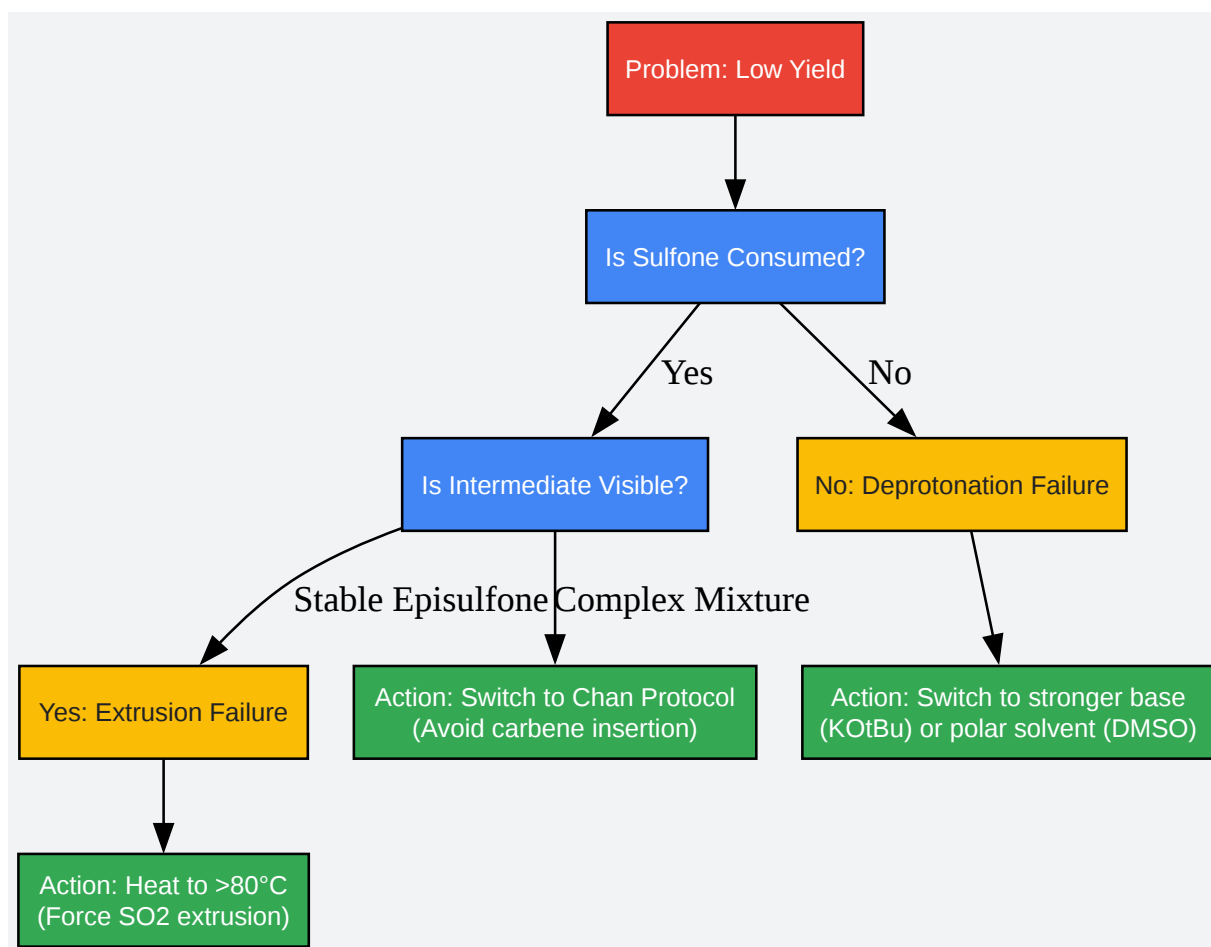 Problem: Low Yield
Is Sulfone Consumed?
Yes
No
Is Intermediate Visible?
No: Deprotonation Failure
Stable Episulfone
Complex Mixture
Yes: Extrusion Failure
Action: Switch to Chan Protocol
(Avoid carbene insertion)
Action: Switch to stronger base
(KOtBu) or polar solvent (DMSO)
Action: Heat to >80°C
(Force SO2 extrusion)